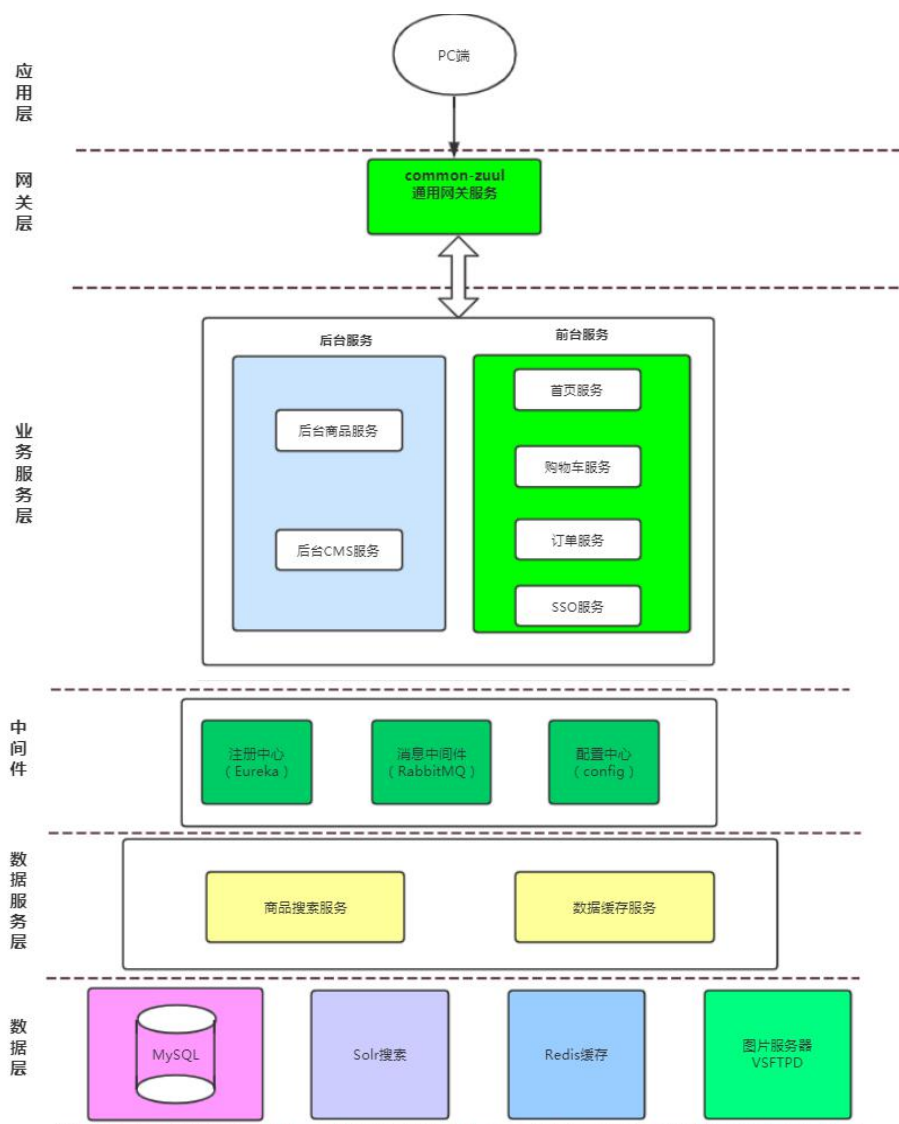 应用层
PC端
网关层
common-zuul
通用网关服务
业务服务层
后台服务
前台服务
后台商品服务
后台CMS服务
首页服务
购物车服务
订单服务
SSO服务
中间件
注册中心
（Eureka）
消息中间件
（RabbitMQ）
配置中心
（config）
数据服务层
商品搜索服务
数据缓存服务
数据层
MySQL
Solr搜索
Redis缓存
图片服务器
VSFTPD